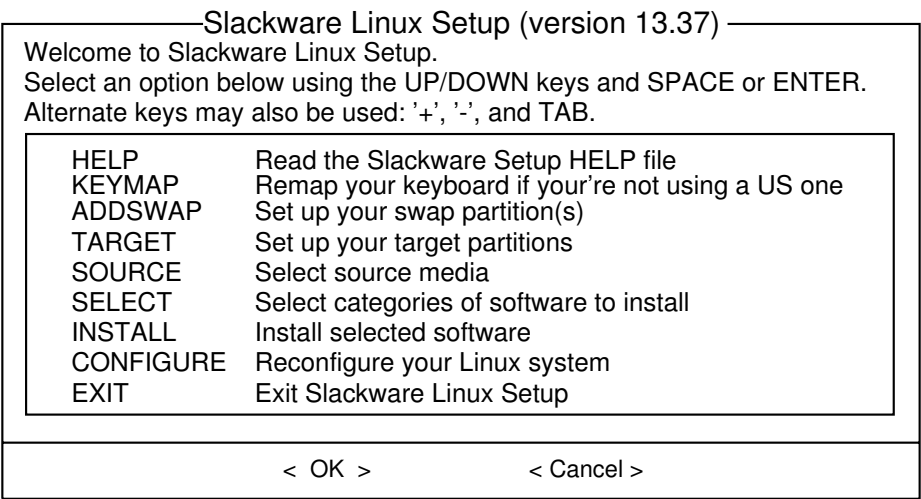 Slackware Linux Setup (version 13.37)
Welcome to Slackware Linux Setup.
Select an option below using the UP/DOWN keys and SPACE or ENTER.
Alternate keys may also be used: ’+’, ’-’, and TAB.
HELP Read the Slackware Setup HELP file
KEYMAP Remap your keyboard if your're not using a US one
ADDSWAP Set up your swap partition(s)
TARGET Set up your target partitions
SOURCE Select source media
SELECT Select categories of software to install
INSTALL Install selected software
CONFIGURE Reconfigure your Linux system
EXIT Exit Slackware Linux Setup
< OK > < Cancel >